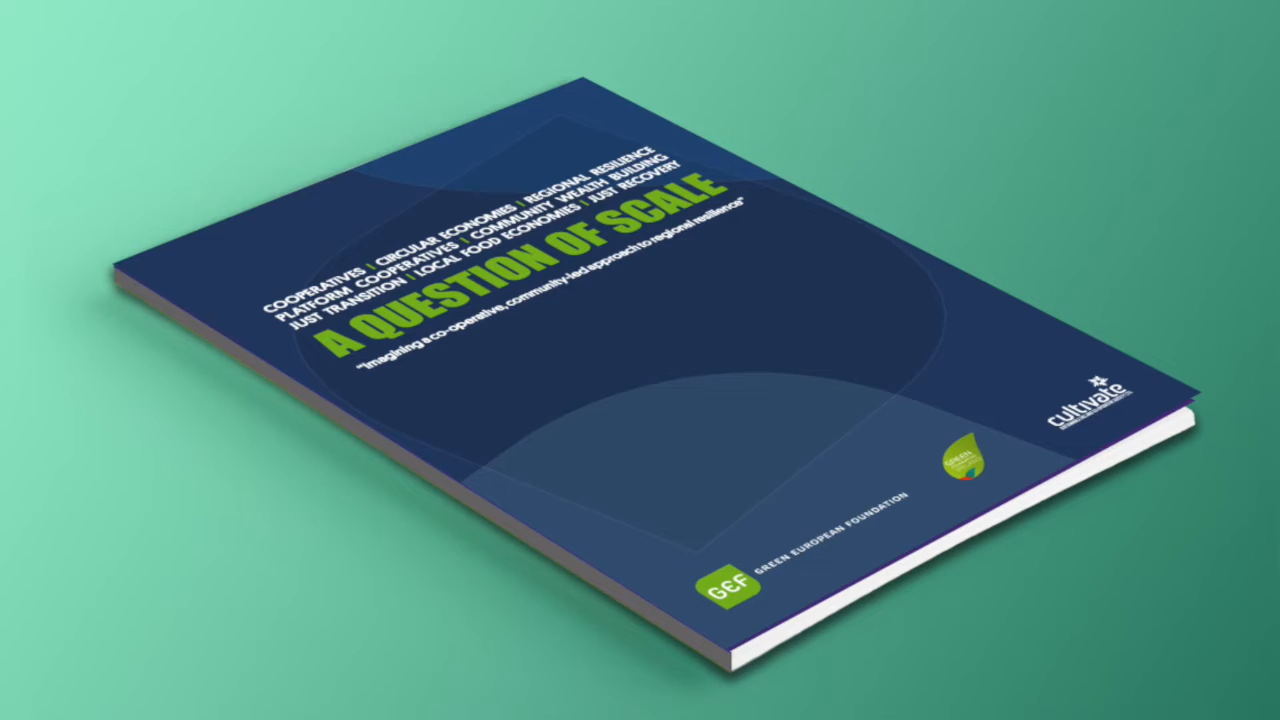 COOPERATIVES | CIRCULAR ECONOMIES | REGIONAL RESILIENCE
PLATFORM COOPERATIVES | COMMUNITY WEALTH BUILDING
JUST TRANSITION | LOCAL FOOD ECONOMIES | JUST RECOVERY
A QUESTION OF SCALE
"Imagining a co-operative, community-led approach to regional resilience"
cultivate
GREEN
GREEN EUROPEAN FOUNDATION
GEF